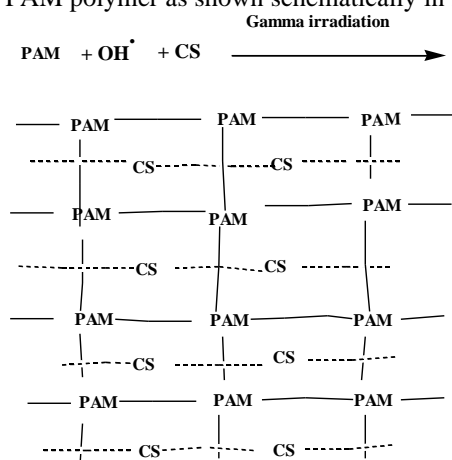 PAM polymer as shown schematically in
Gamma irradiation
PAM + OH• + CS
PAM PAM PAM
CS CS
PAM PAM PAM
CS CS
PAM PAM PAM
CS CS
PAM PAM PAM
CS CS